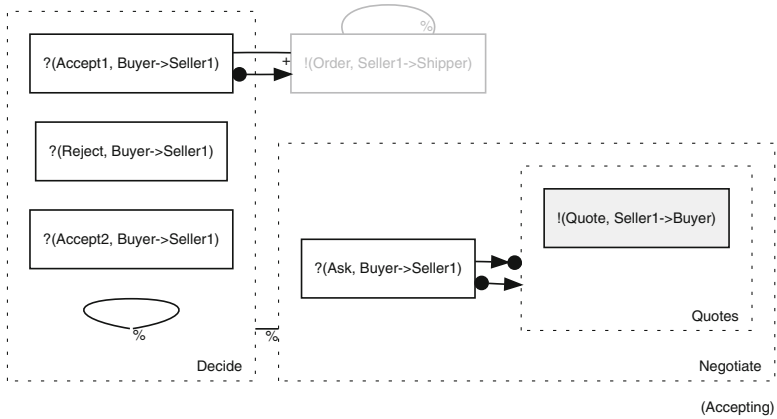 %
?(Accept1, Buyer->Seller1)
+
!(Order, Seller1->Shipper)
?(Reject, Buyer->Seller1)
!(Quote, Seller1->Buyer)
?(Accept2, Buyer->Seller1)
?(Ask, Buyer->Seller1)
Quotes
%
%
Decide
Negotiate
(Accepting)